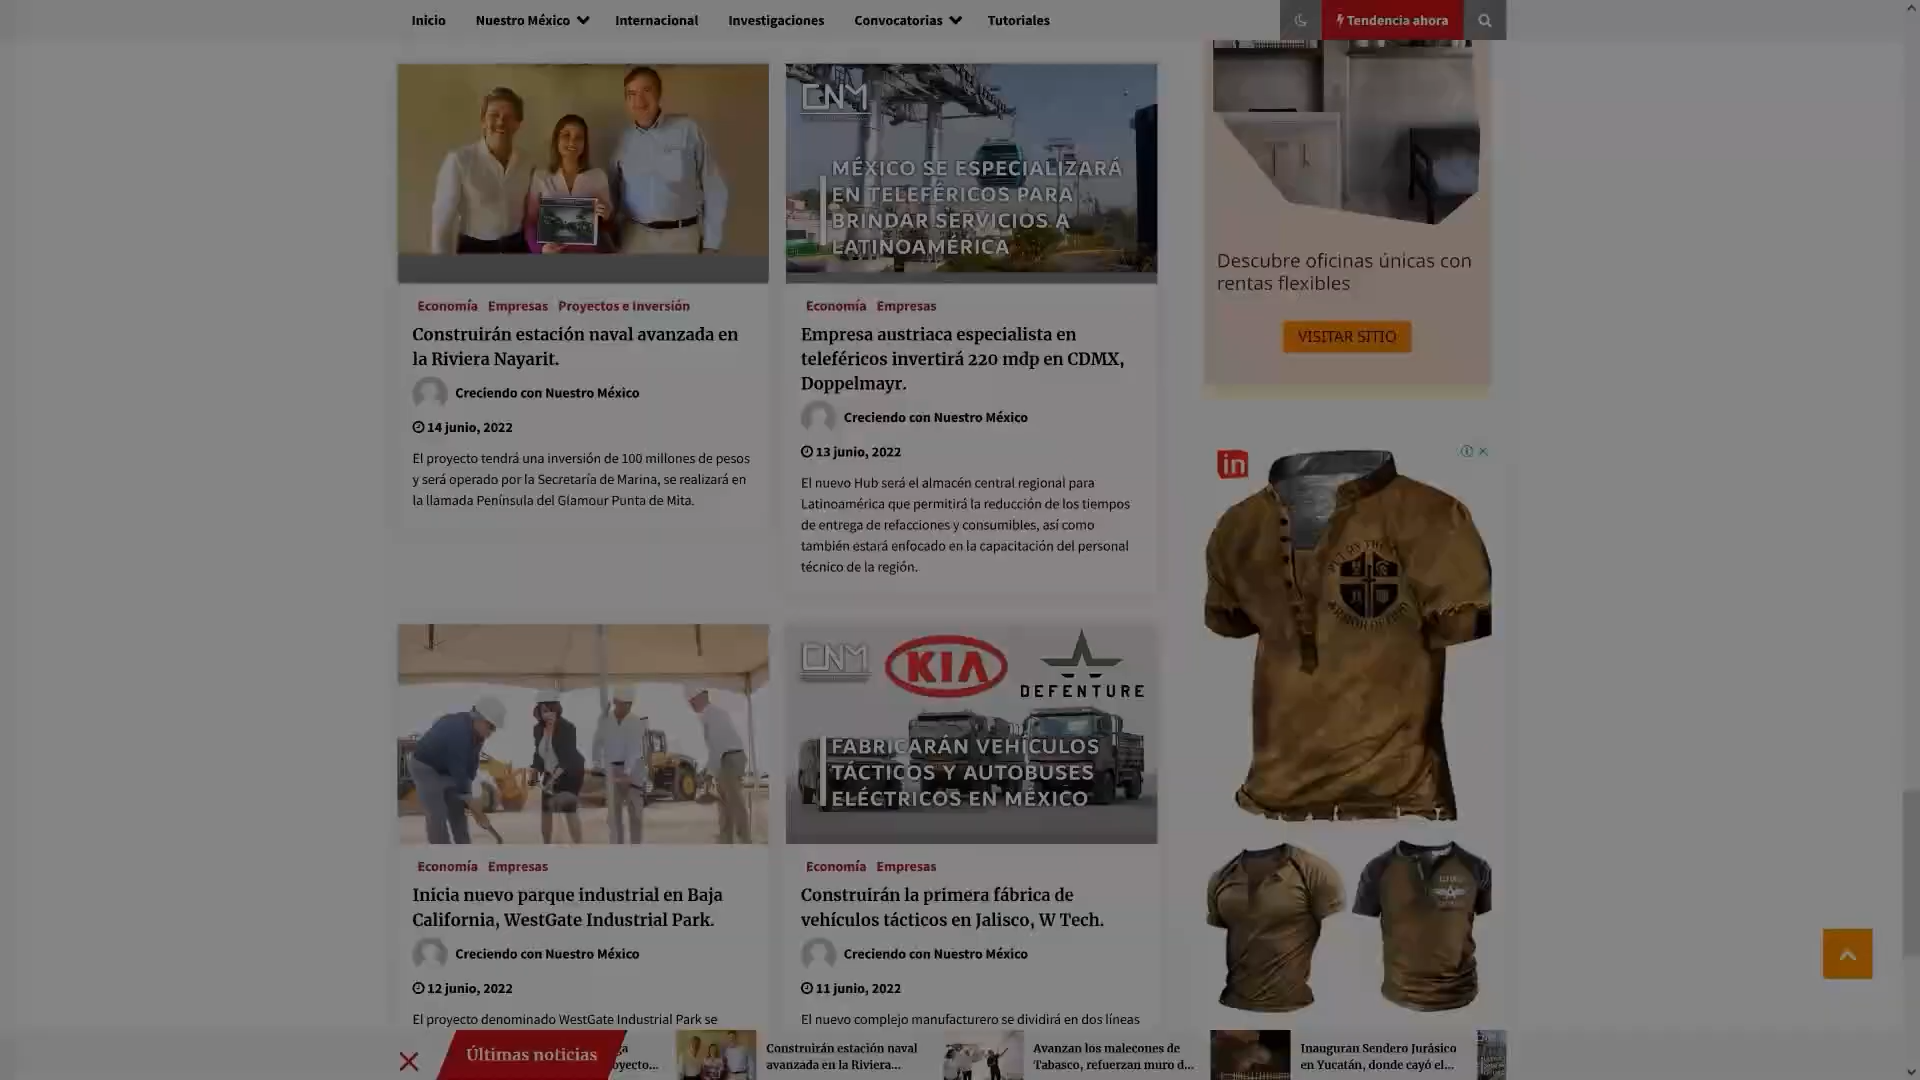 Inicio
Nuestro México
Internacional
Investigaciones
Convocatorias
Tutoriales
Tendencia ahora
CNM
MÉXICO SE ESPECIALIZARÁ
EN TELEFÉRICOS PARA
BRINDAR SERVICIOS A
LATINOAMÉRICA
Economía Empresas Proyectos e Inversión
Construirán estación naval avanzada en
la Riviera Nayarit.
Creciendo con Nuestro México
14 junio, 2022
El proyecto tendrá una inversión de 100 millones de pesos
y será operado por la Secretaría de Marina, se realizará en
la llamada Península del Glamour Punta de Mita.
Economía Empresas
Empresa austriaca especialista en
teleféricos invertirá 220 mdp en CDMX,
Doppelmayr.
Creciendo con Nuestro México
13 junio, 2022
El nuevo Hub será el almacén central regional para
Latinoamérica que permitirá la reducción de los tiempos
de entrega de refacciones y consumibles, así como
también estará enfocado en la capacitación del personal
técnico de la región.
Descubre oficinas únicas con
rentas flexibles
VISITAR SITIO
in
CNM
KIA
DEFENTURE
FABRICARÁN VEHÍCULOS
TÁCTICOS Y AUTOBUSES
ELÉCTRICOS EN MÉXICO
Economía Empresas
Inicia nuevo parque industrial en Baja
California, WestGate Industrial Park.
Creciendo con Nuestro México
12 junio, 2022
El proyecto denominado WestGate Industrial Park se
Economía Empresas
Construirán la primera fábrica de
vehículos tácticos en Jalisco, W Tech.
Creciendo con Nuestro México
11 junio, 2022
El nuevo complejo manufacturero se dividirá en dos líneas
Últimas noticias
ga
oyecto...
Construirán estación naval
avanzada en la Riviera...
Avanzan los malecones de
Tabasco, refuerzan muro d...
Inauguran Sendero Jurásico
en Yucatán, donde cayó el...